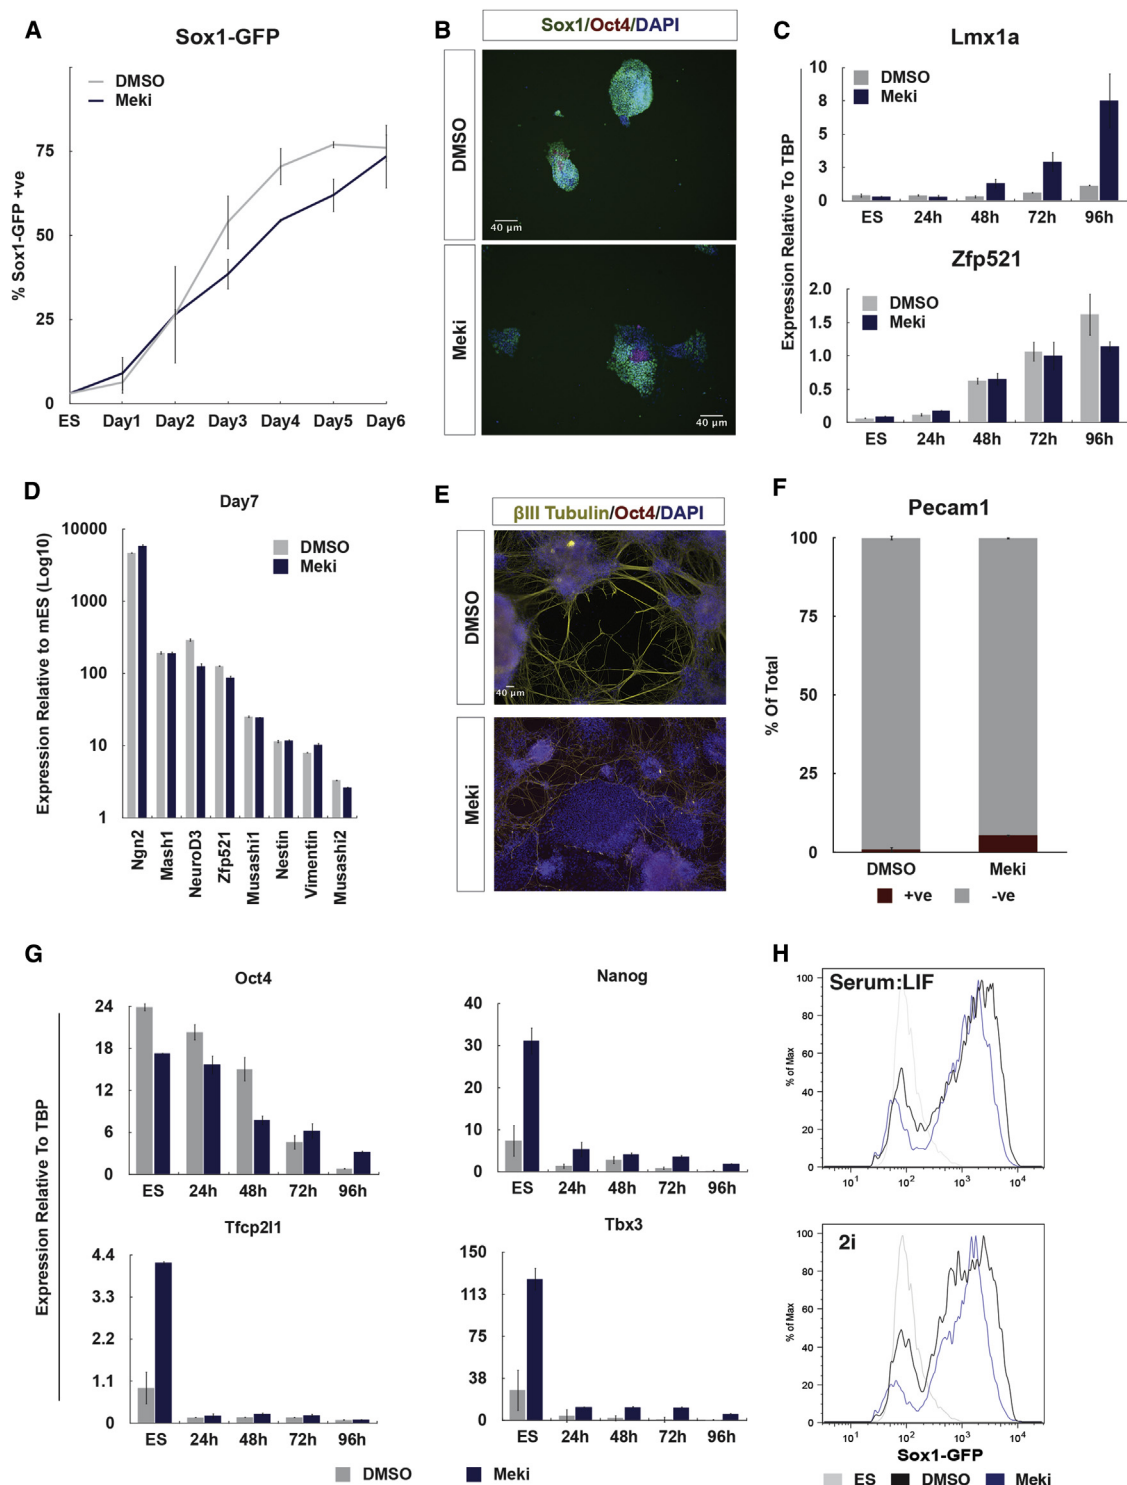 A
Sox1-GFP
DMSO
Meki
% Sox1-GFP +ve
75
50
25
0
ES Day1 Day2 Day3 Day4 Day5 Day6
B
Sox1/Oct4/DAPI
DMSO
40 µm
Meki
40 µm
C
Lmx1a
DMSO
Meki
Expression Relative To TBP
10
8
5
3
0
ES 24h 48h 72h 96h
Zfp521
DMSO
Meki
2.0
1.5
1.0
0.5
0
ES 24h 48h 72h 96h
D
Day7
DMSO
Meki
Expression Relative to mES (Log10)
10000
1000
100
10
1
Ngn2
Mash1
NeuroD3
Zfp521
Musashi1
Nestin
Vimentin
Musashi2
E
βIII Tubulin/Oct4/DAPI
DMSO
40 µm
Meki
F
Pecam1
% Of Total
100
75
50
25
0
DMSO Meki
+ve -ve
G
Expression Relative To TBP
Oct4
24
18
12
6
0
ES 24h 48h 72h 96h
Nanog
40
30
20
10
0
ES 24h 48h 72h 96h
Tfcp2l1
4.4
3.3
2.2
1.1
0
ES 24h 48h 72h 96h
Tbx3
150
113
75
38
0
ES 24h 48h 72h 96h
DMSO Meki
H
Serum:LIF
% of Max
100
80
60
40
20
0
10¹ 10² 10³ 10⁴
2i
% of Max
100
80
60
40
20
0
10¹ 10² 10³ 10⁴
Sox1-GFP
ES DMSO Meki